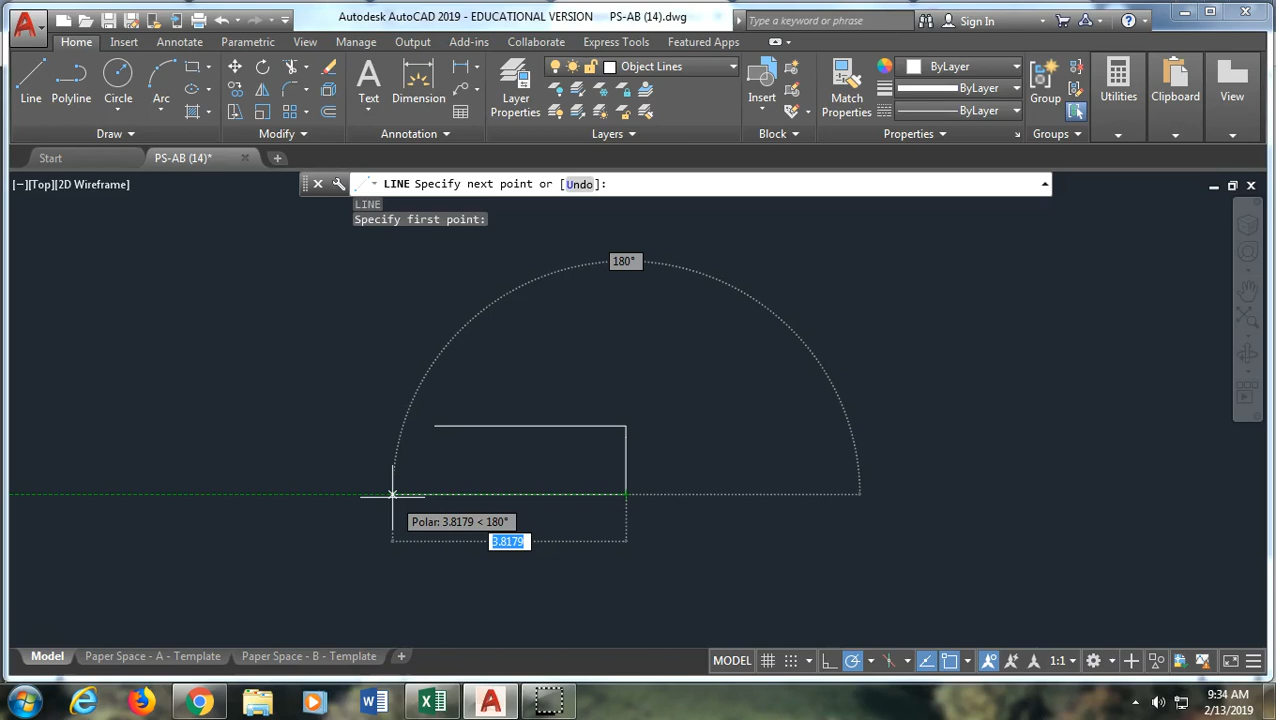 Autodesk AutoCAD 2019 - EDUCATIONAL VERSION PS-AB (14).dwg
Type a keyword or phrase
Sign In
Home Insert Annotate Parametric View Manage Output Add-ins Collaborate Express Tools Featured Apps
Object Lines
ByLayer
ByLayer
ByLayer
Line Polyline Circle Arc
Text Dimension
Layer Properties
Insert
Match Properties
Group
Utilities
Clipboard
View
Draw Modify Annotation Layers Block Properties Groups
Start
PS-AB (14)*
[−][Top][2D Wireframe]
LINE Specify next point or [Undo]:
LINE
Specify first point:
180°
Polar: 3.8179 < 180°
3.8179
Model Paper Space - A - Template Paper Space - B - Template
MODEL
1:1
9:34 AM
2/13/2019